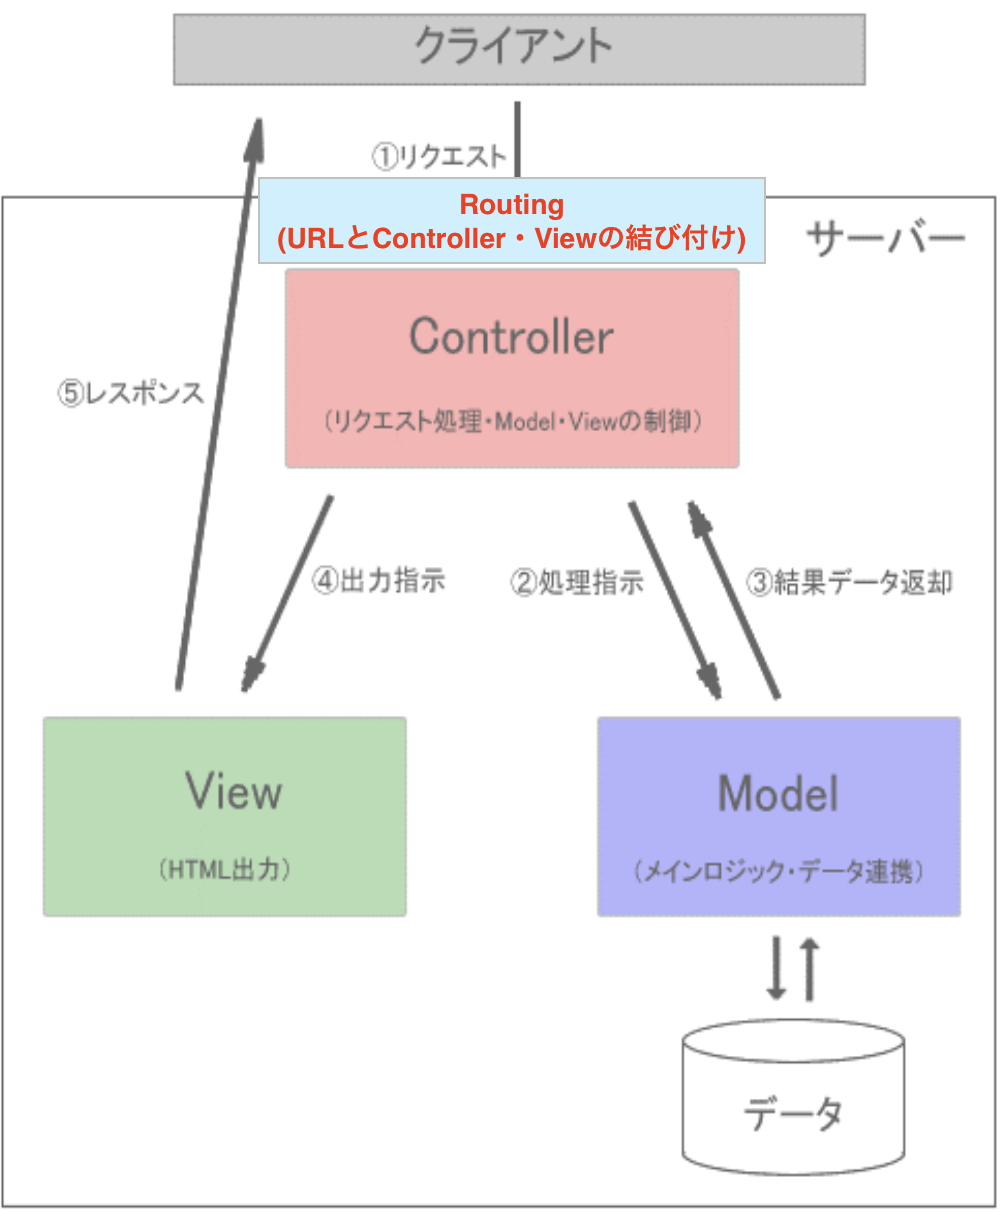 クライアント
①リクエスト
Routing
(URLとController・Viewの結び付け)
サーバー
Controller
（リクエスト処理・Model・Viewの制御）
⑤レスポンス
④出力指示
②処理指示
③結果データ返却
View
（HTML出力）
Model
（メインロジック・データ連携）
データ